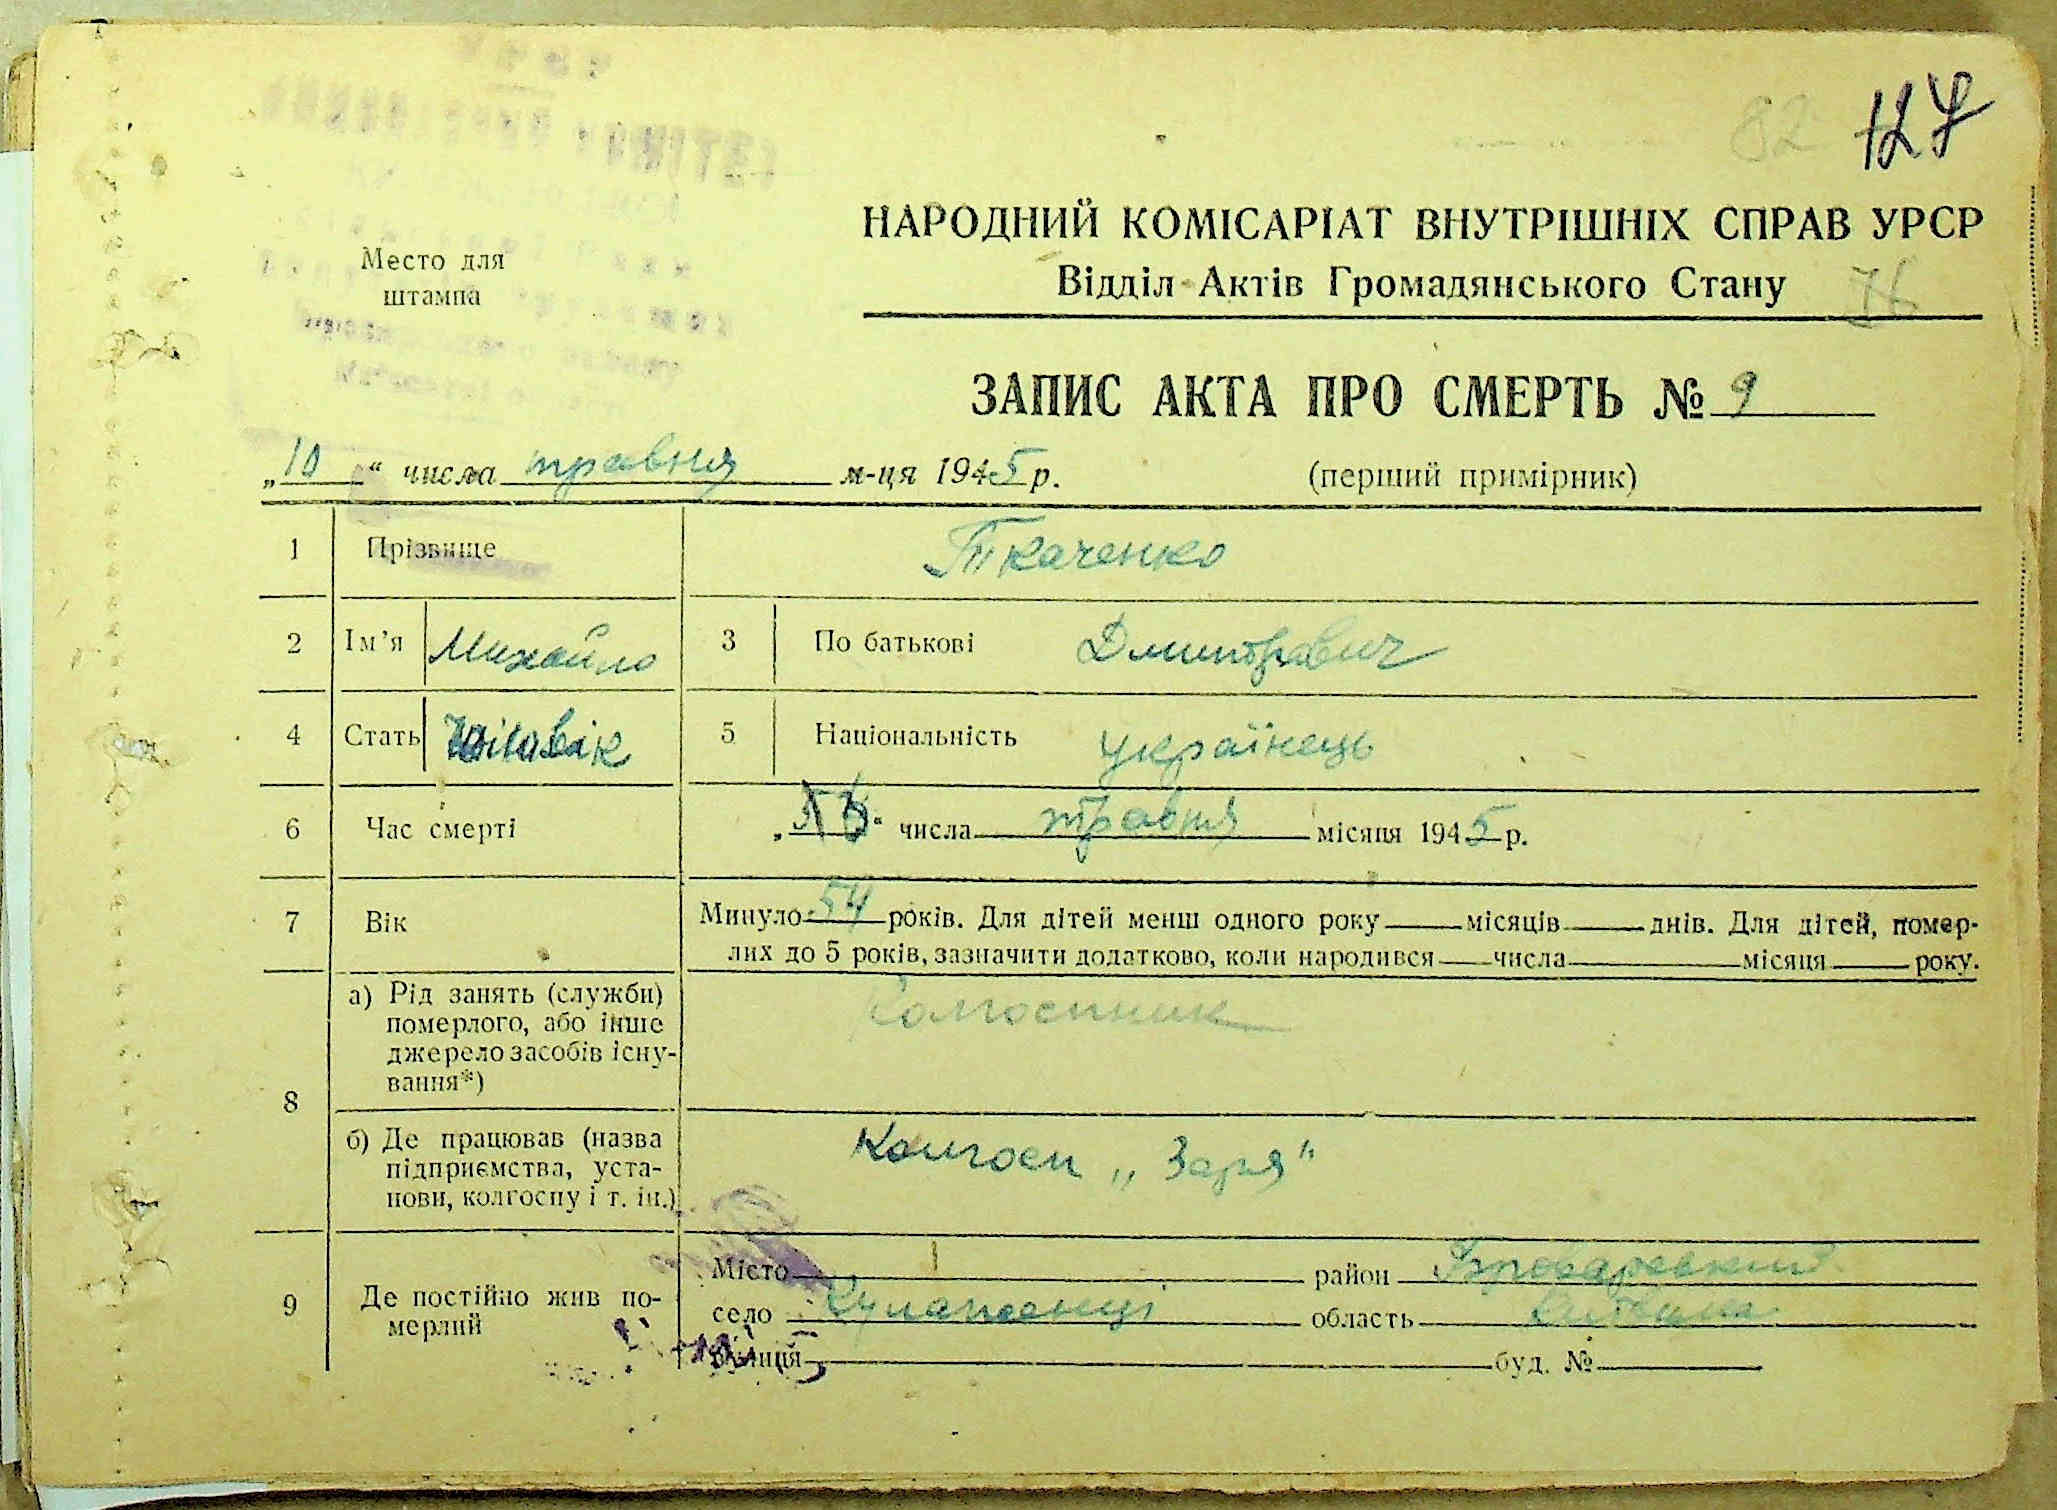 82 127
НАРОДНИЙ КОМІСАРІАТ ВНУТРІШНІХ СПРАВ УРСР
Место для
штампа
Відділ Актів Громадянського Стану 76
ЗАПИС АКТА ПРО СМЕРТЬ № 9
„10“ числа травня м-ця 1945 р. (перший примірник)
1 Прізвище Ткаченко
2 Ім’я Михайло 3 По батькові Дмитрович
4 Стать Чіловік 5 Національність українець
6 Час смерті числа травня місяця 1945 р.
7 Вік Минуло 54 років. Для дітей менш одного року місяців днів. Для дітей, помер-
лих до 5 років, зазначити додатково, коли народився числа місяця року.
8 а) Рід занять (служби)
померлого, або інше
джерело засобів існу-
вання*)
Колгоспник
б) Де працював (назва
підприємства, уста-
нови, колгоспу і т. ін.)
Колгосп „Заря“
9 Де постійно жив по-
мерлий
Місто район Броварський
село Кулаженці область
вулиця буд. №